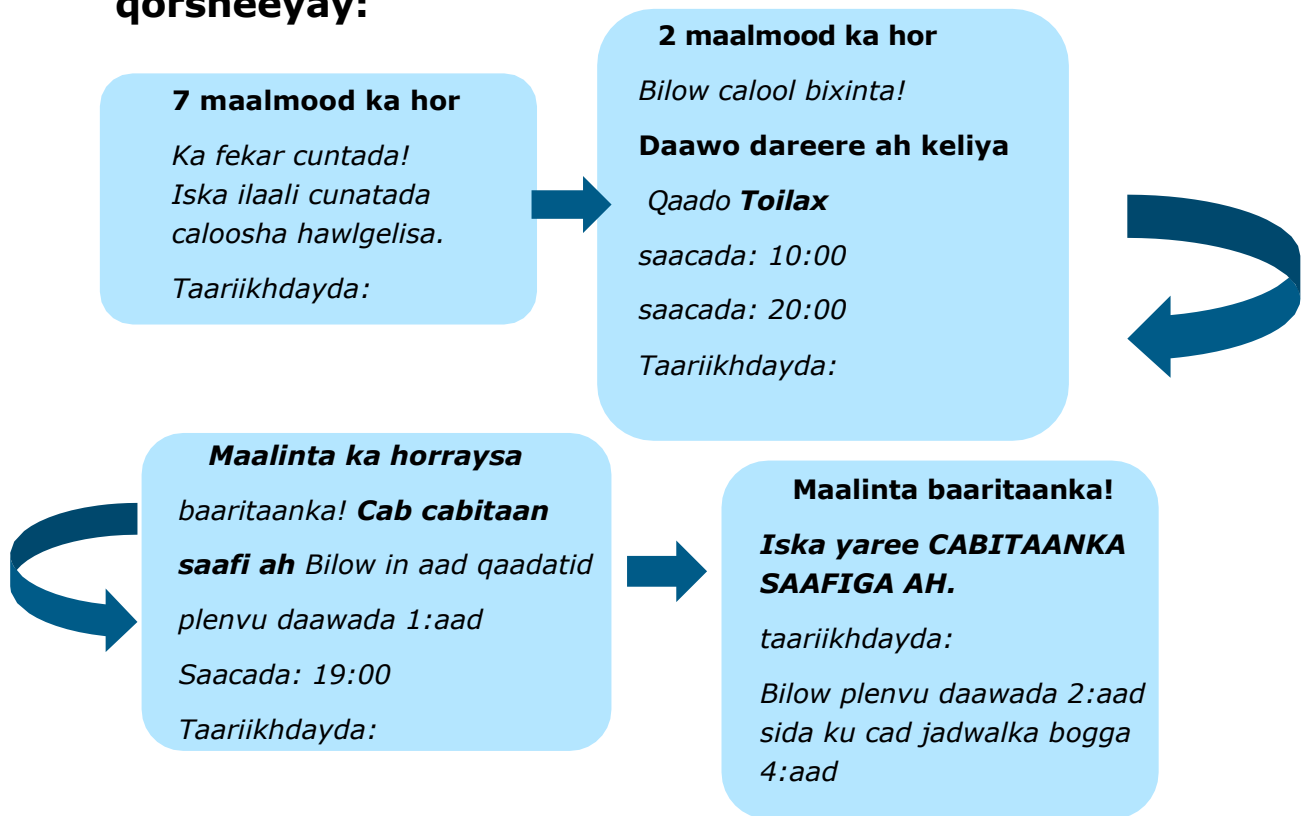 qorsheeyay:
7 maalmood ka hor
Ka fekar cuntada!
Iska ilaali cunatada
caloosha hawlgelisa.
Taariikhdayda:
2 maalmood ka hor
Bilow calool bixinta!
Daawo dareere ah keliya
Qaado Toilax
saacada: 10:00
saacada: 20:00
Taariikhdayda:
Maalinta ka horraysa
baaritaanka! Cab cabitaan
saafi ah Bilow in aad qaadatid
plenvu daawada 1:aad
Saacada: 19:00
Taariikhdayda:
Maalinta baaritaanka!
Iska yaree CABITAANKA
SAAFIGA AH.
taariikhdayda:
Bilow plenvu daawada 2:aad
sida ku cad jadwalka bogga
4:aad